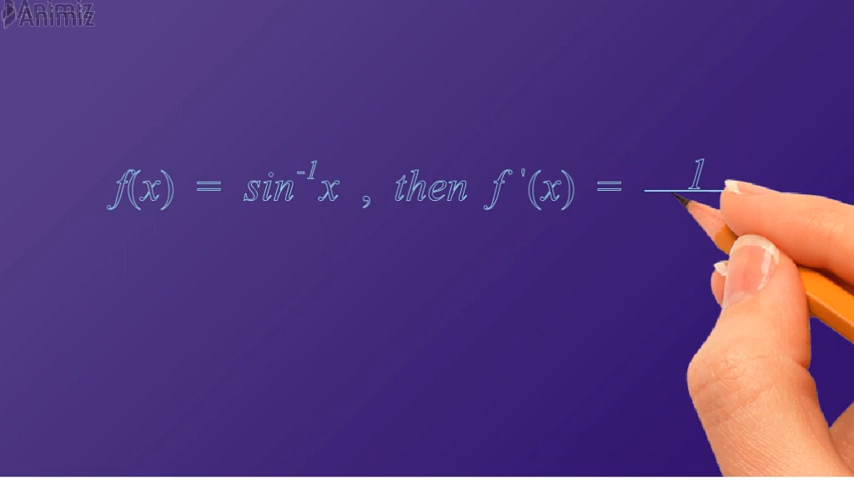 Animiz
f(x) = sin⁻¹x , then f '(x) = 1